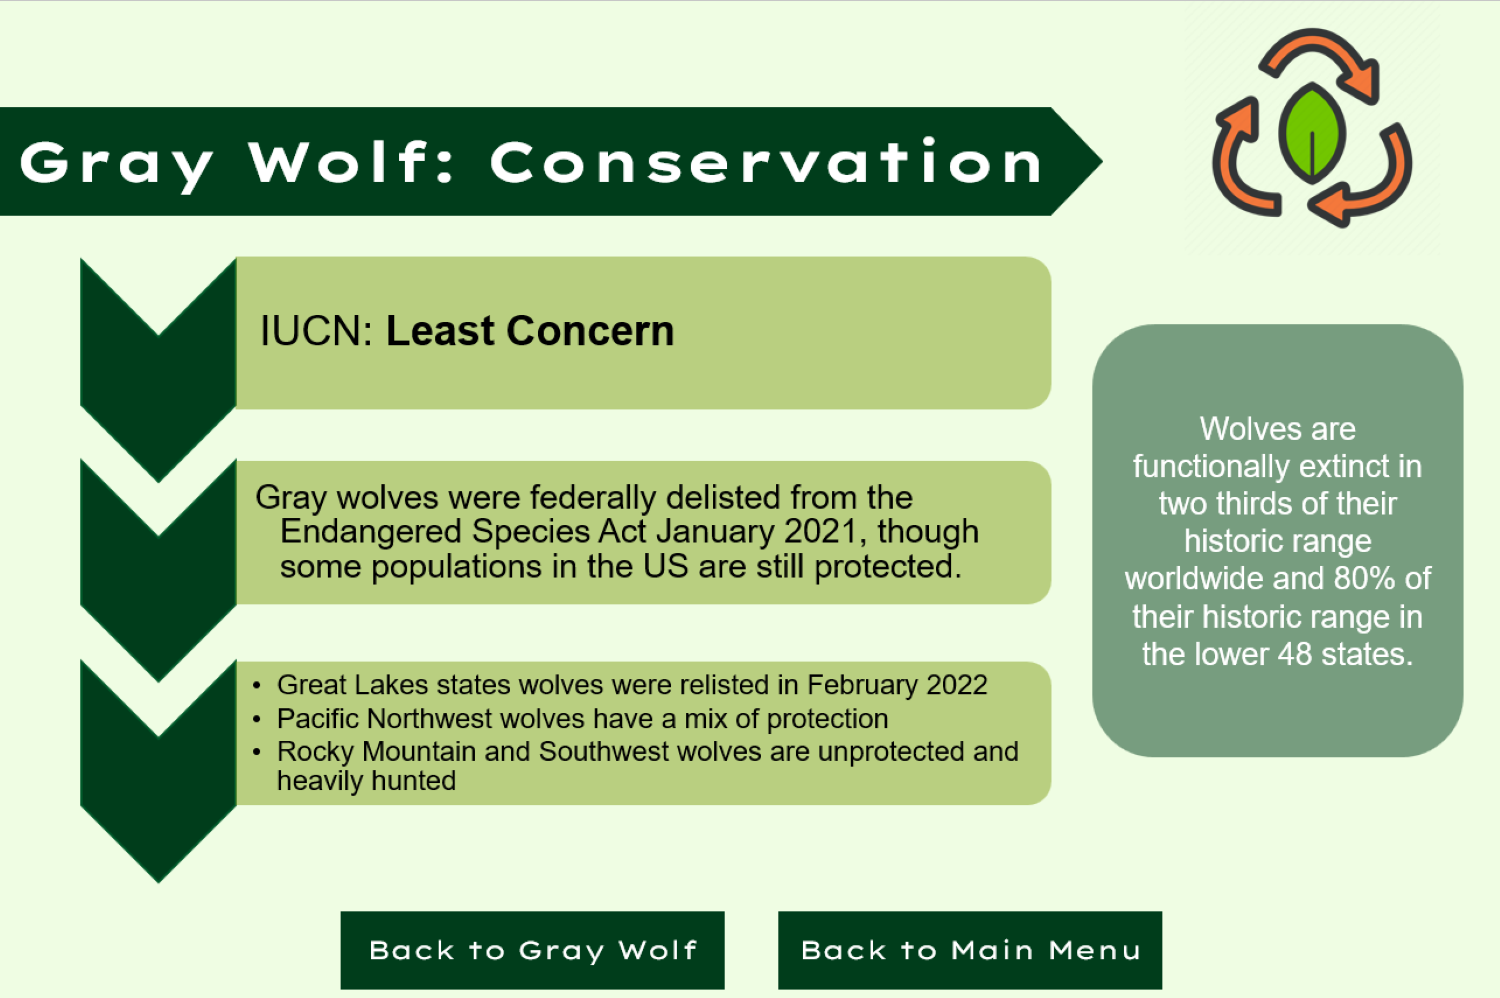 Gray Wolf: Conservation
IUCN: Least Concern
Gray wolves were federally delisted from the
Endangered Species Act January 2021, though
some populations in the US are still protected.
• Great Lakes states wolves were relisted in February 2022
• Pacific Northwest wolves have a mix of protection
• Rocky Mountain and Southwest wolves are unprotected and
heavily hunted
Wolves are
functionally extinct in
two thirds of their
historic range
worldwide and 80% of
their historic range in
the lower 48 states.
Back to Gray Wolf
Back to Main Menu